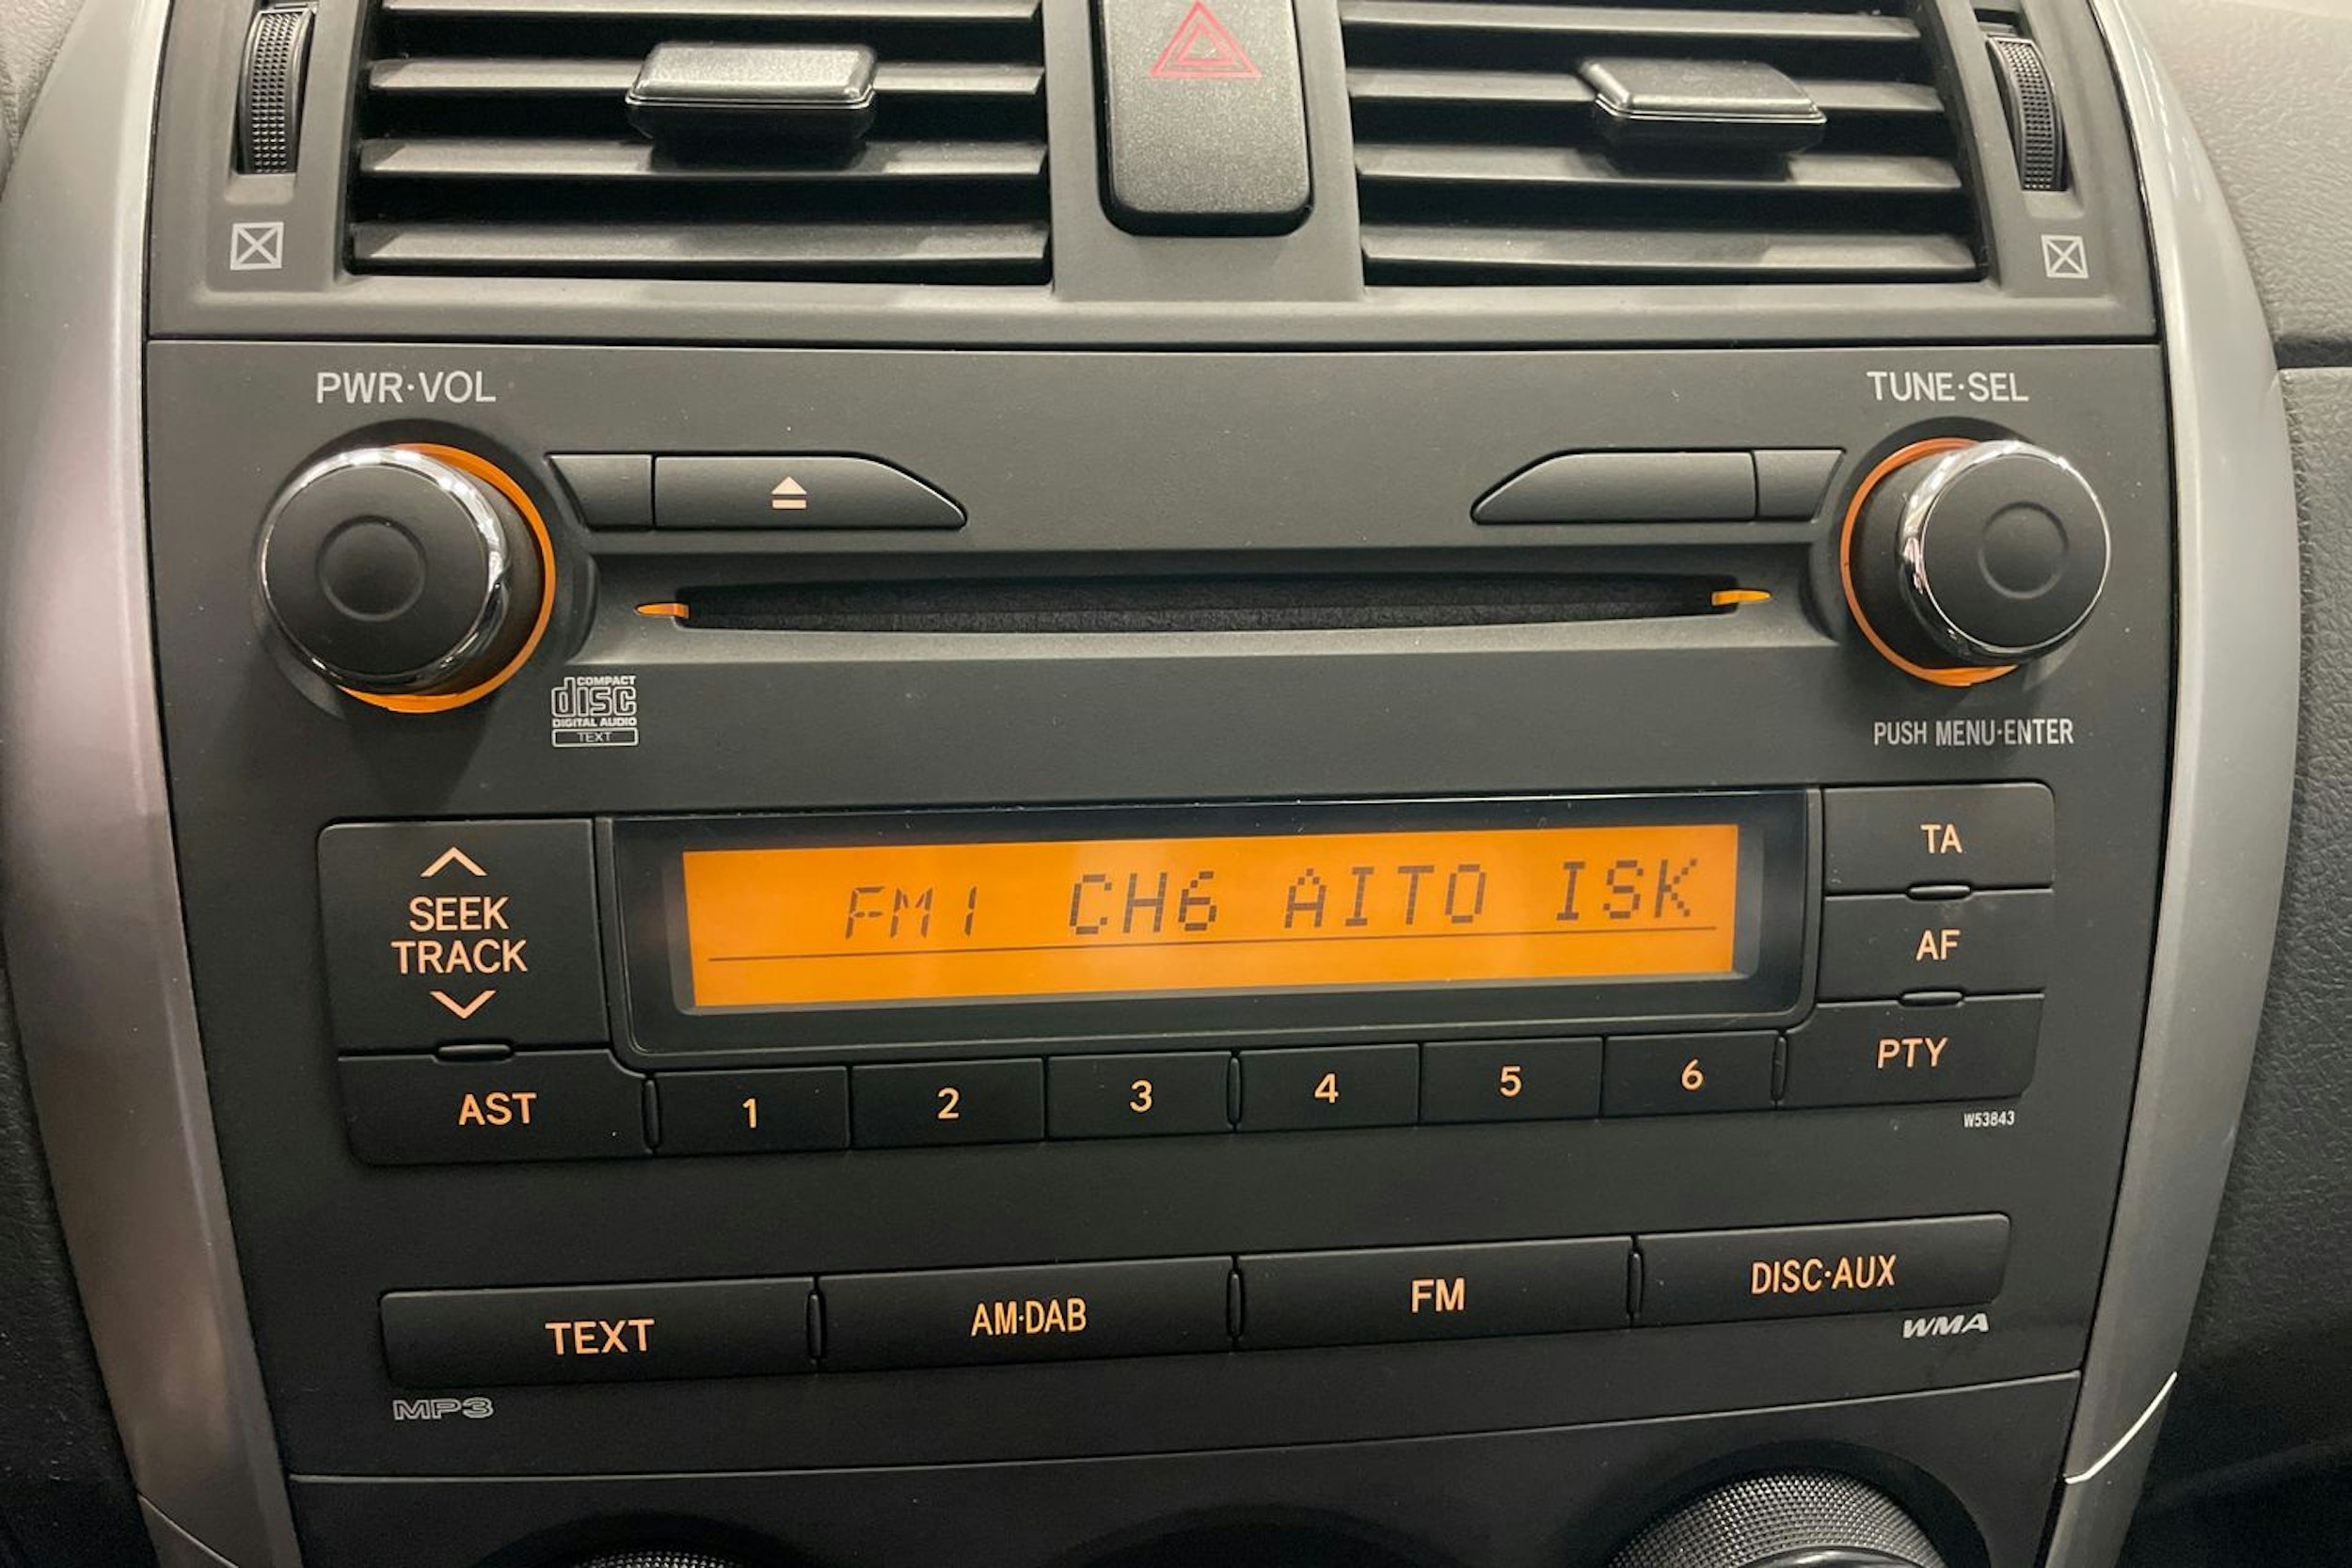 PWR·VOL
TUNE·SEL
COMPACT
disc
DIGITAL AUDIO
TEXT
PUSH MENU·ENTER
SEEK
TRACK
FM1 CH6 AITO ISK
TA
AF
PTY
AST 1 2 3 4 5 6
W53843
TEXT AM·DAB FM DISC·AUX
MP3
WMA